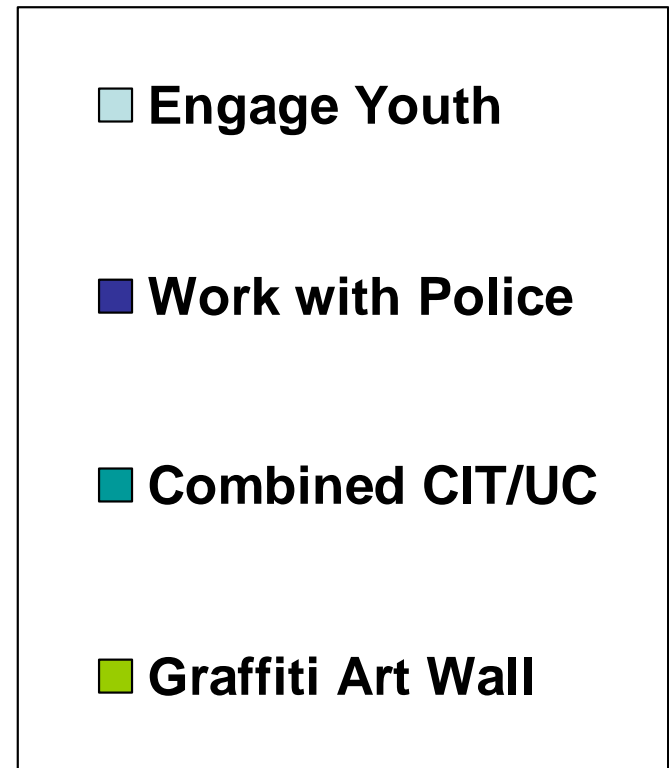 Engage Youth
Work with Police
Combined CIT/UC
Graffiti Art Wall